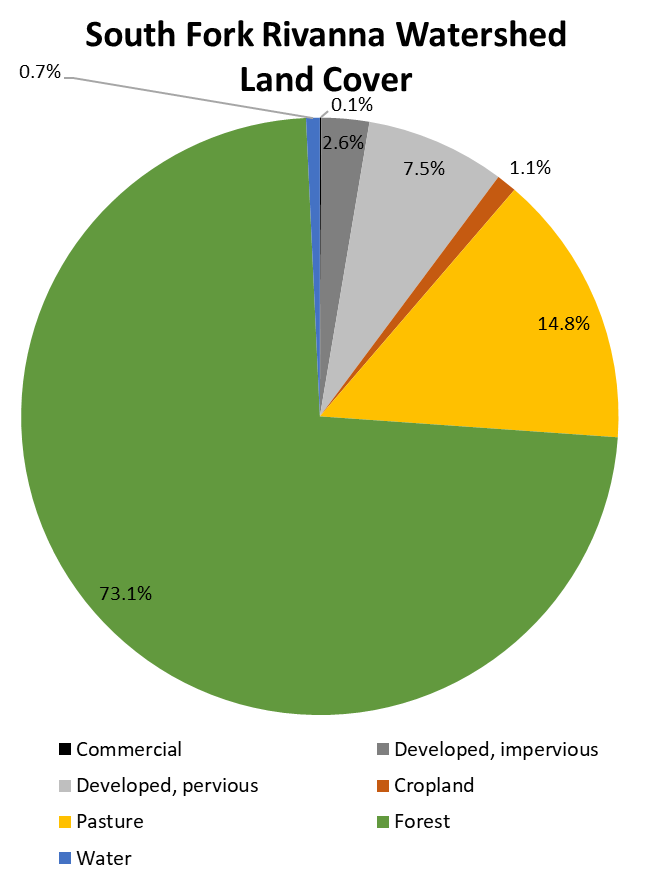 South Fork Rivanna Watershed
Land Cover
0.7%
0.1%
2.6%
7.5%
1.1%
14.8%
73.1%
Commercial
Developed, impervious
Developed, pervious
Cropland
Pasture
Forest
Water